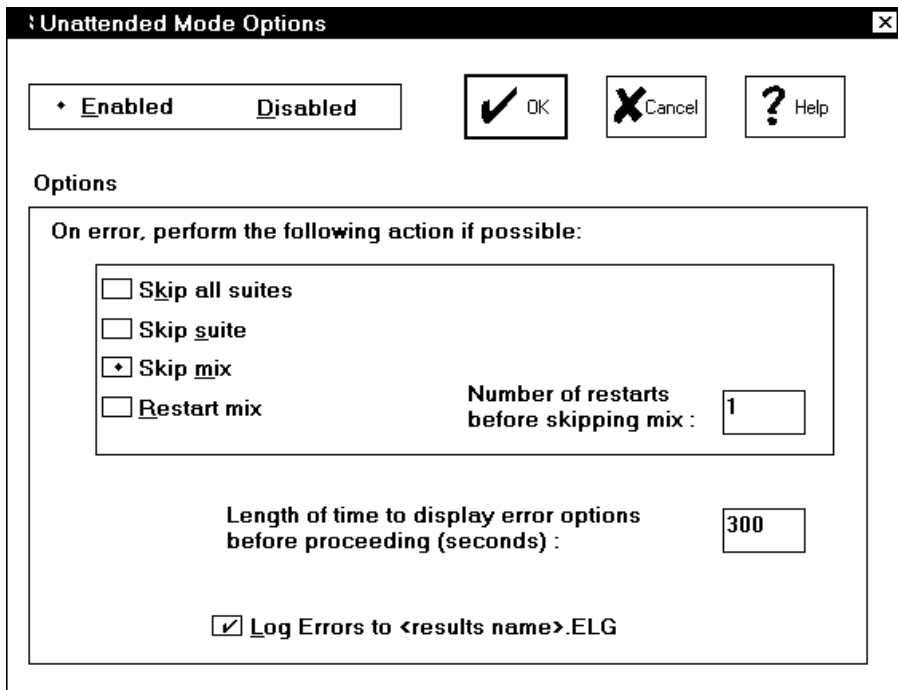 Unattended Mode Options
Enabled Disabled
OK
Cancel
Help
Options
On error, perform the following action if possible:
Skip all suites
Skip suite
Skip mix
Restart mix
Number of restarts
before skipping mix :
1
Length of time to display error options
before proceeding (seconds) :
300
Log Errors to <results name>.ELG